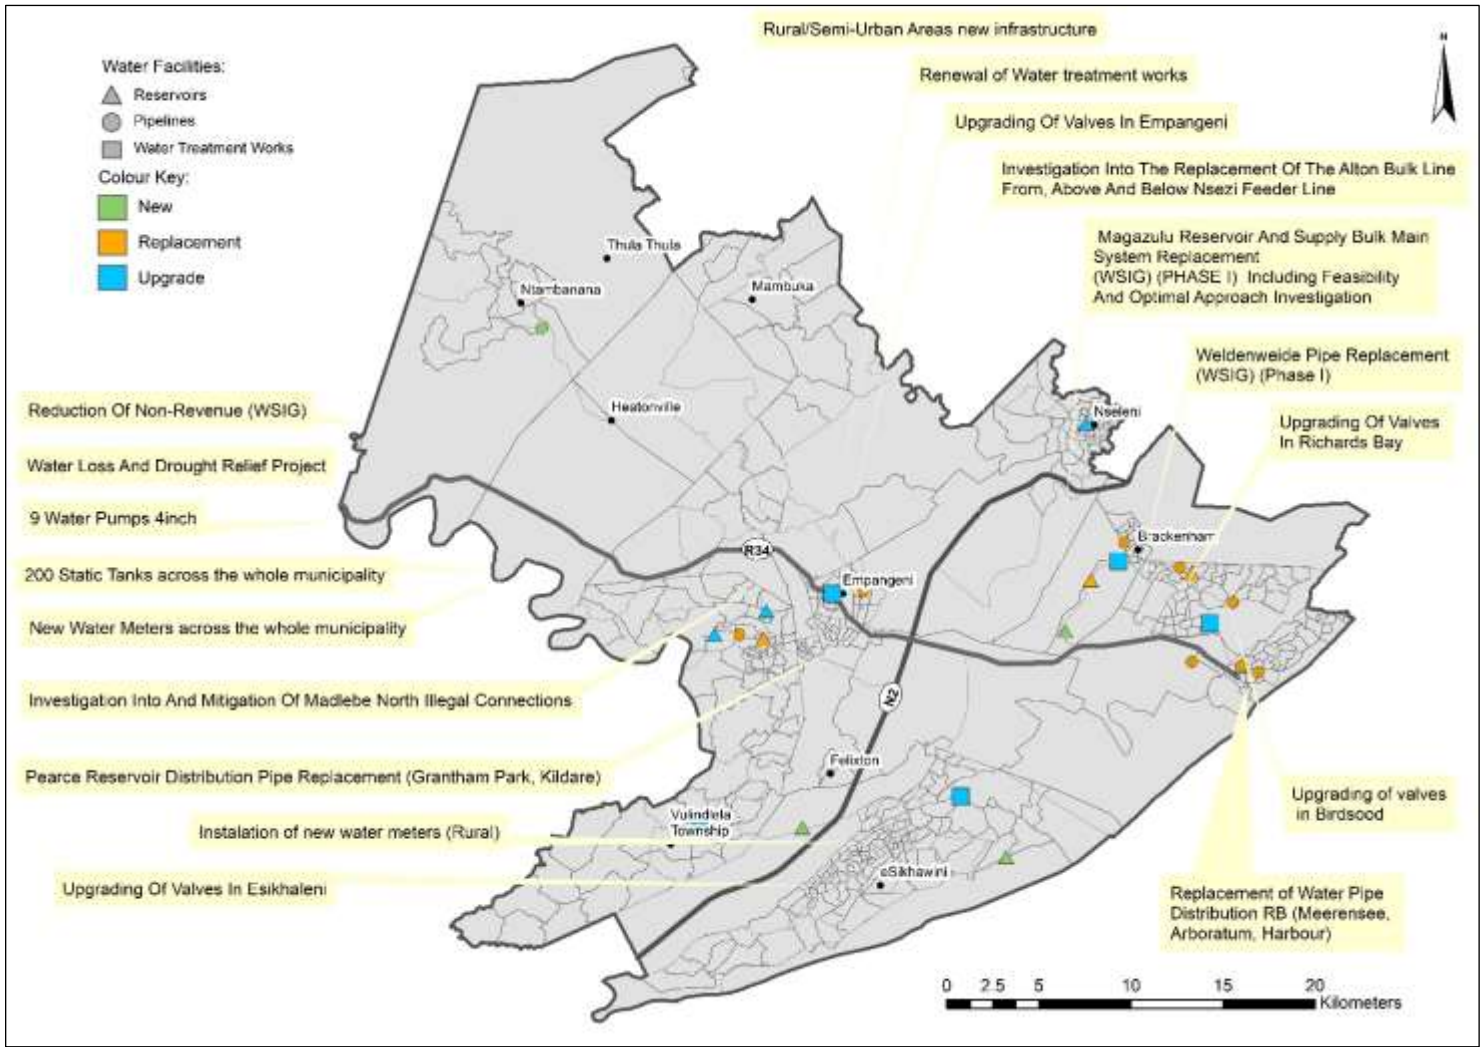 Rural/Semi-Urban Areas new infrastructure
N
Water Facilities:
Reservoirs
Pipelines
Water Treatment Works
Colour Key:
New
Replacement
Upgrade
Renewal of Water treatment works
Upgrading Of Valves In Empangeni
Investigation Into The Replacement Of The Alton Bulk Line
From, Above And Below Nsezi Feeder Line
Magazulu Reservoir And Supply Bulk Main
System Replacement
(WSIG) (PHASE I) Including Feasibility
And Optimal Approach Investigation
Weldenweide Pipe Replacement
(WSIG) (Phase I)
Upgrading Of Valves
In Richards Bay
Thula Thula
Ntambanana
Mambuka
Heatonville
Nseleni
Brackenham
R34
Empangeni
N2
Felixton
Vulindlela
Township
eSikhawini
Reduction Of Non-Revenue (WSIG)
Water Loss And Drought Relief Project
9 Water Pumps 4inch
200 Static Tanks across the whole municipality
New Water Meters across the whole municipality
Investigation Into And Mitigation Of Madlebe North Illegal Connections
Pearce Reservoir Distribution Pipe Replacement (Grantham Park, Kildare)
Instalation of new water meters (Rural)
Upgrading Of Valves In Esikhaleni
Upgrading of valves
in Birdsood
Replacement of Water Pipe
Distribution RB (Meerensee,
Arboratum, Harbour)
0 2.5 5 10 15 20
Kilometers